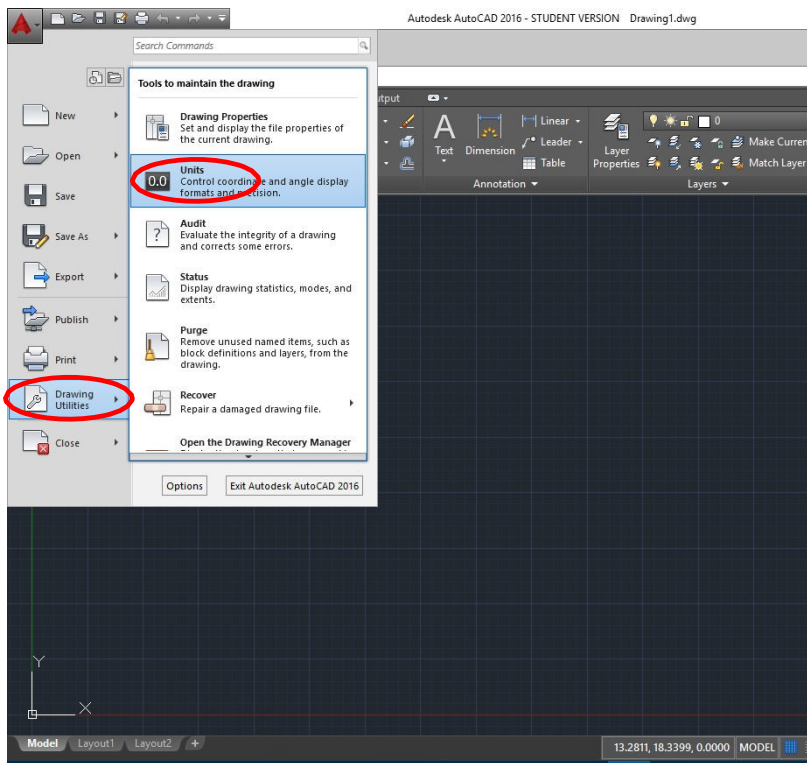 Autodesk AutoCAD 2016 - STUDENT VERSION Drawing1.dwg
Search Commands
Tools to maintain the drawing
New
Open
Save
Save As
Export
Publish
Print
Drawing
Utilities
Close
Drawing Properties
Set and display the file properties of
the current drawing.
0.0
Units
Control coordinate and angle display
formats and precision.
Audit
Evaluate the integrity of a drawing
and corrects some errors.
Status
Display drawing statistics, modes, and
extents.
Purge
Remove unused named items, such as
block definitions and layers, from the
drawing.
Recover
Repair a damaged drawing file.
Open the Drawing Recovery Manager
Options
Exit Autodesk AutoCAD 2016
utput
A
Text
Dimension
Linear
Leader
Table
Annotation
Layer
Properties
0
Make Curren
Match Layer
Layers
Y
X
Model Layout1 Layout2 +
13.2811, 18.3399, 0.0000 MODEL